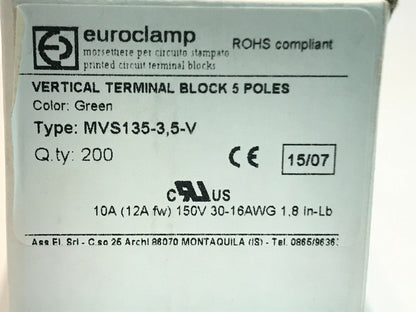 euroclamp
morsettiere per circuito stampato
printed circuit terminal blocks
ROHS compliant
VERTICAL TERMINAL BLOCK 5 POLES
Color: Green
Type: MVS135-3,5-V
Q.ty: 200
CE 15/07
c RU US
10A (12A fw) 150V 30-16AWG 1,8 In-Lb
Ass.El. Srl - C.so 25 Archi 86070 MONTAQUILA (IS) - Tel. 0865/9636